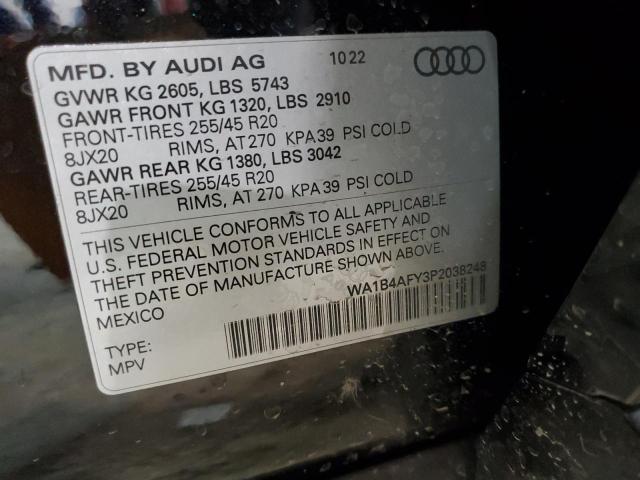 MFD. BY AUDI AG 10 22
GVWR KG 2605, LBS 5743
GAWR FRONT KG 1320, LBS 2910
FRONT-TIRES 255/45 R20
8JX20 RIMS, AT 270 KPA 39 PSI COLD
GAWR REAR KG 1380, LBS 3042
REAR-TIRES 255/45 R20
8JX20 RIMS, AT 270 KPA 39 PSI COLD
THIS VEHICLE CONFORMS TO ALL APPLICABLE
U.S. FEDERAL MOTOR VEHICLE SAFETY AND
THEFT PREVENTION STANDARDS IN EFFECT ON
THE DATE OF MANUFACTURE SHOWN ABOVE.
MEXICO
WA1B4AFY3P2038248
TYPE:
MPV